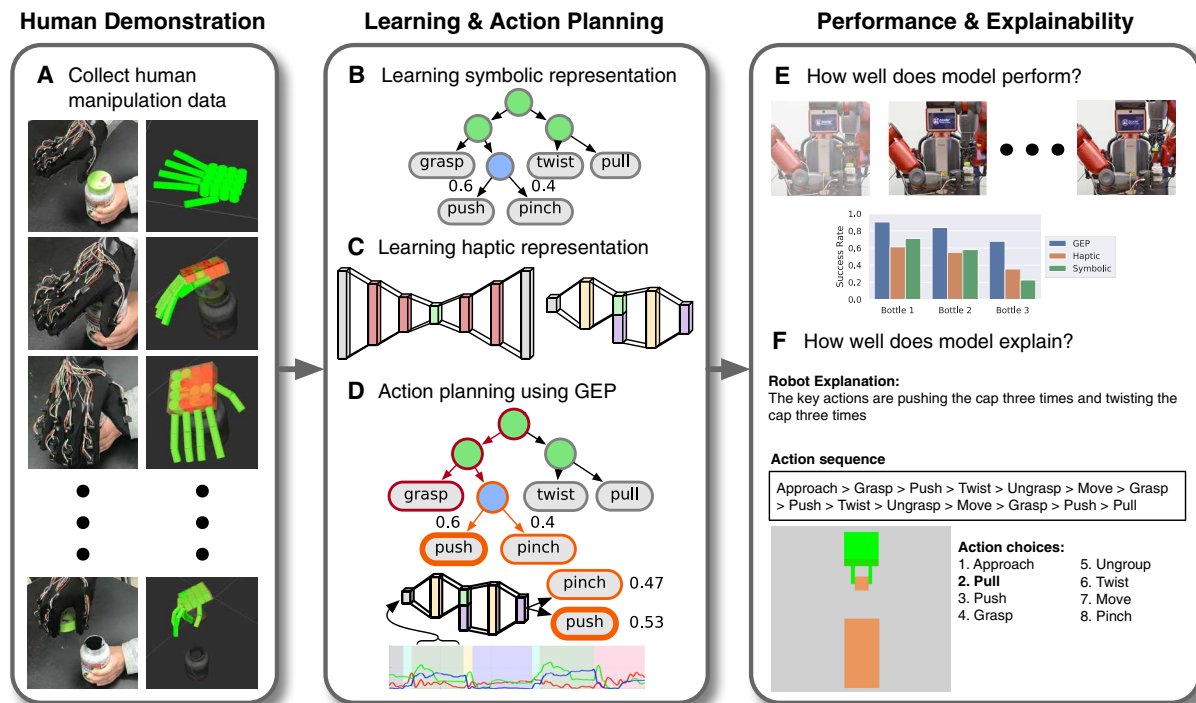 Human Demonstration
Learning & Action Planning
Performance & Explainability
A Collect human
manipulation data
B Learning symbolic representation
grasp
twist
pull
0.6
0.4
push
pinch
C Learning haptic representation
D Action planning using GEP
grasp
twist
pull
0.6
0.4
push
pinch
pinch 0.47
push 0.53
E How well does model perform?
Success Rate
1.0
0.8
0.6
0.4
0.2
0.0
Bottle 1
Bottle 2
Bottle 3
GEP
Haptic
Symbolic
F How well does model explain?
Robot Explanation:
The key actions are pushing the cap three times and twisting the
cap three times
Action sequence
Approach > Grasp > Push > Twist > Ungrasp > Move > Grasp
> Push > Twist > Ungrasp > Move > Grasp > Push > Pull
Action choices:
1. Approach
2. Pull
3. Push
4. Grasp
5. Ungroup
6. Twist
7. Move
8. Pinch